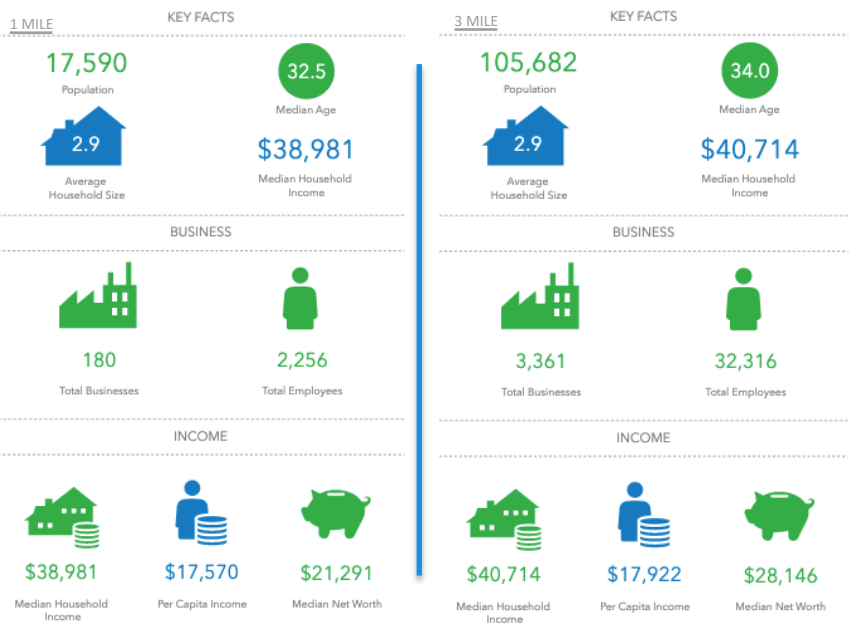 1 MILE
KEY FACTS
17,590
Population
32.5
Median Age
2.9
Average
Household Size
$38,981
Median Household
Income
BUSINESS
180
Total Businesses
2,256
Total Employees
INCOME
$38,981
Median Household
Income
$17,570
Per Capita Income
$21,291
Median Net Worth
3 MILE
KEY FACTS
105,682
Population
34.0
Median Age
2.9
Average
Household Size
$40,714
Median Household
Income
BUSINESS
3,361
Total Businesses
32,316
Total Employees
INCOME
$40,714
Median Household
Income
$17,922
Per Capita Income
$28,146
Median Net Worth